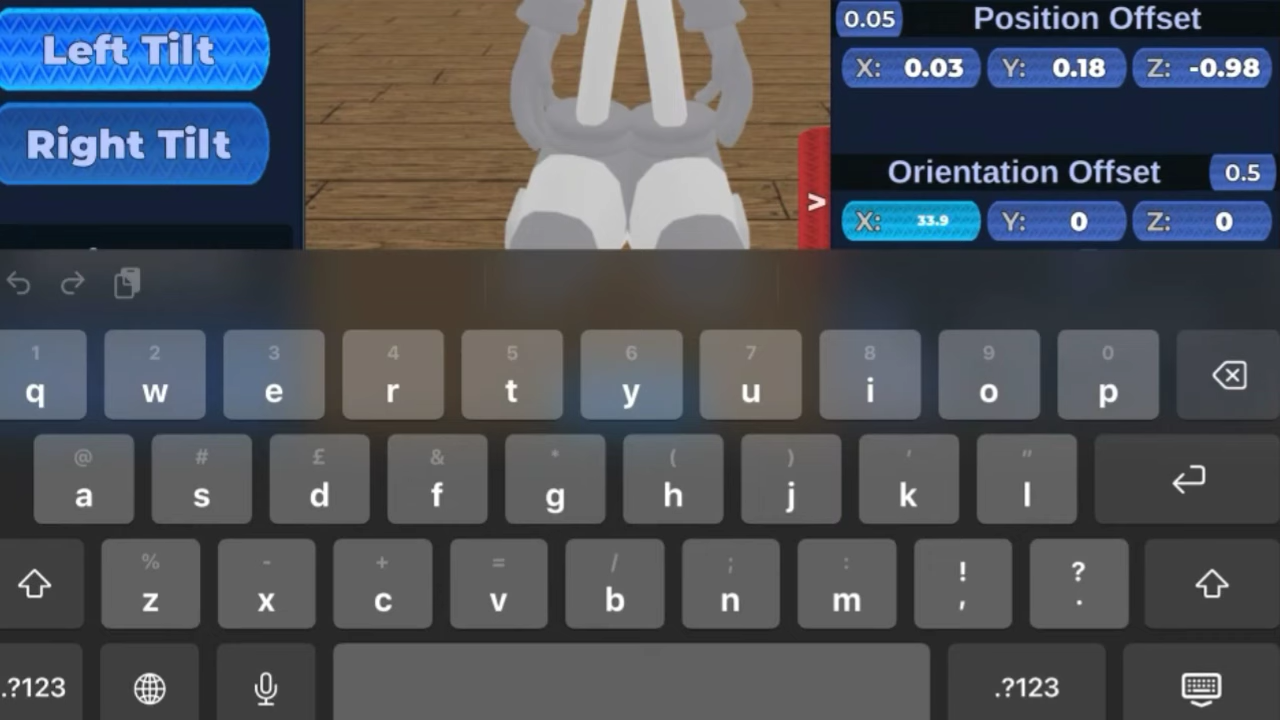 Left Tilt
Right Tilt
0.05 Position Offset
X: 0.03 Y: 0.18 Z: -0.98
Orientation Offset 0.5
>
X: 33.9 Y: 0 Z: 0
1 2 3 4 5 6 7 8 9 0
q w e r t y u i o p
@ # £ & * ( ) ' "
a s d f g h j k l
% - + = / ; : ! ?
z x c v b n m , .
.?123 .?123